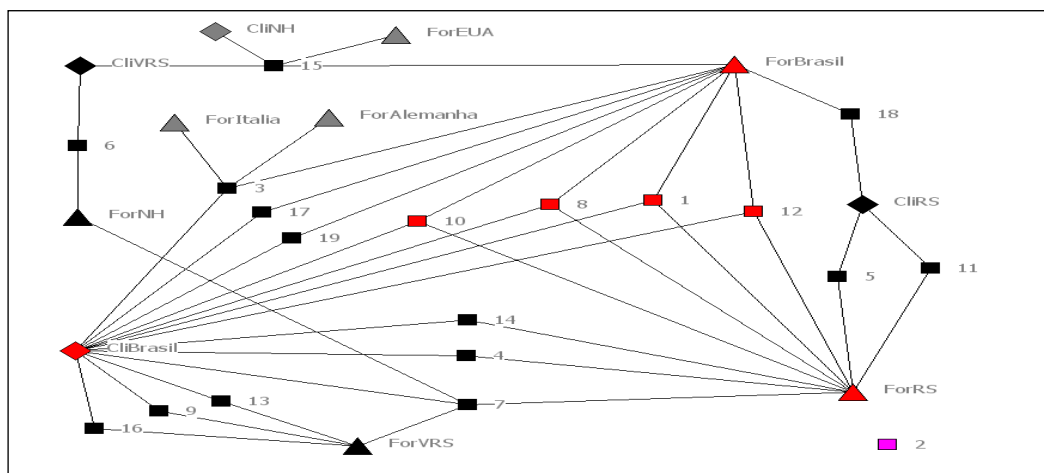 CliNH
ForEUA
CliVRS
15
ForBrasil
ForItalia
ForAlemanha
18
6
3
17
10
8
1
12
CliRS
ForNH
19
5
11
14
CliBrasil
4
ForRS
13
9
7
16
ForVRS
2